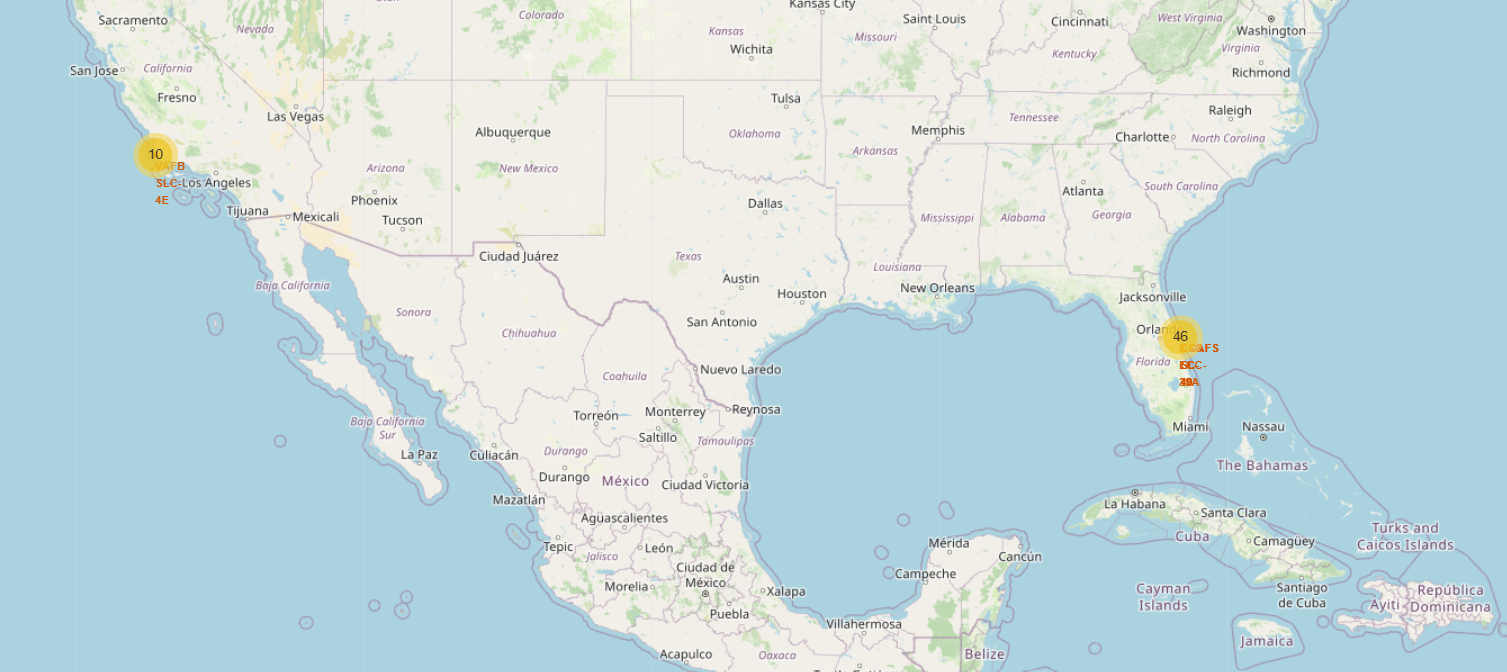 Kansas City
Sacramento
Colorado
Saint Louis
Cincinnati
West Virginia
Nevada
Kansas
Missouri
Washington
Wichita
Kentucky
Virginia
San Jose
California
Richmond
Fresno
Tulsa
Las Vegas
Raleigh
Albuquerque
Oklahoma
Memphis
Tennessee
Charlotte
North Carolina
10
Arkansas
VAFB
Arizona
New Mexico
SLC-
Los Angeles
4E
Atlanta
South Carolina
Phoenix
Dallas
Tijuana
Mexicali
Tucson
Mississippi
Alabama
Georgia
Ciudad Juárez
Texas
Louisiana
Baja California
Austin
New Orleans
Houston
Jacksonville
Sonora
San Antonio
Chihuahua
46
Florida
Nuevo Laredo
Coahuila
Torreón
Monterrey
Reynosa
Baja California
Sur
Saltillo
Tamaulipas
Miami
Nassau
La Paz
Culiacán
Durango
The Bahamas
Durango
México
Ciudad Victoria
Mazatlán
La Habana
Santa Clara
Aguascalientes
Turks and
Caicos Islands
Cuba
Camagüey
Tepic
Jalisco
León
Mérida
Cancún
Ciudad de
México
Campeche
Morelia
Xalapa
Cayman
Islands
Santiago
de Cuba
República
Dominicana
Ayiti
Puebla
Villahermosa
Jamaica
Acapulco
Oaxaca
Belize